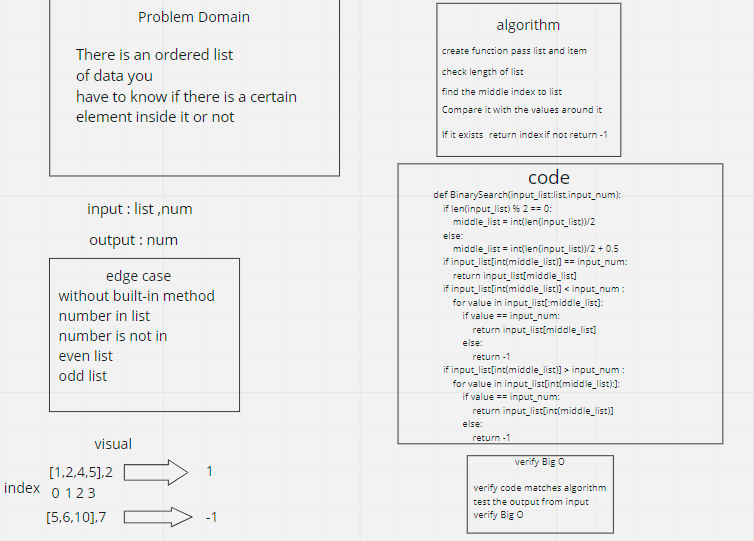 Problem Domain
There is an ordered list
of data you
have to know if there is a certain
element inside it or not
input : list ,num
output : num
edge case
without built-in method
number in list
number is not in
even list
odd list
visual
[1,2,4,5],2
1
index
0 1 2 3
[5,6,10],7
-1
algorithm
create function pass list and item
check length of list
find the middle index to list
Compare it with the values around it
If it exists return index if not return -1
code
def BinarySearch(input_list:list,input_num):
if len(input_list) % 2 == 0:
middle_list = int(len(input_list))/2
else:
middle_list = int(len(input_list))/2 + 0.5
if input_list[int(middle_list)] == input_num:
return input_list[middle_list]
if input_list[int(middle_list)] < input_num :
for value in input_list[:middle_list]:
if value == input_num:
return input_list[middle_list]
else:
return -1
if input_list[int(middle_list)] > input_num :
for value in input_list[int(middle_list):]:
if value == input_num:
return input_list[int(middle_list)]
else:
return -1
verify Big O
verify code matches algorithm
test the output from input
verify Big O